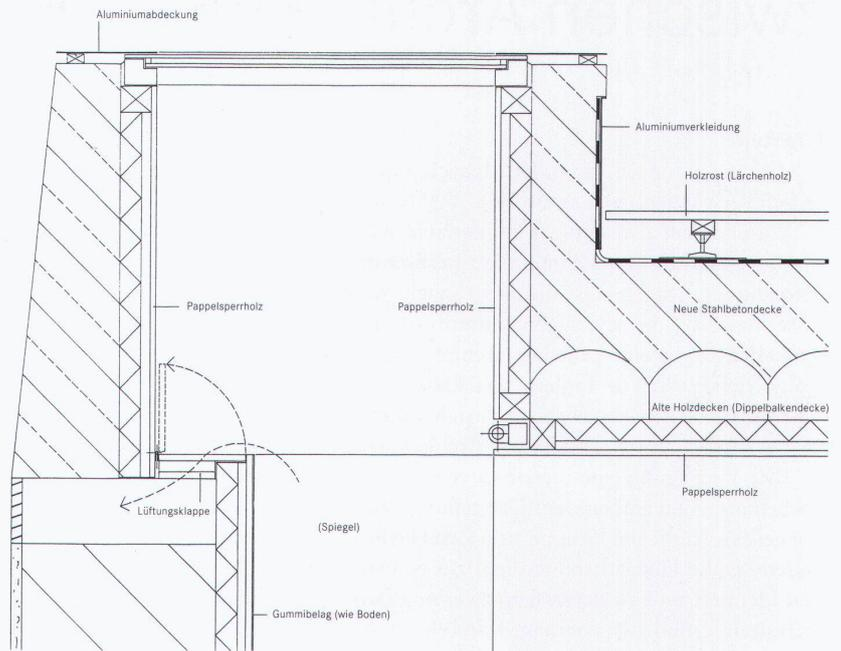 Aluminiumabdeckung
Aluminiumverkleidung
Holzrost (Lärchenholz)
Pappelsperrholz
Pappelsperrholz
Neue Stahlbetondecke
Alte Holzdecken (Dippelbalkendecke)
Pappelsperrholz
Lüftungsklappe
(Spiegel)
Gummibelag (wie Boden)